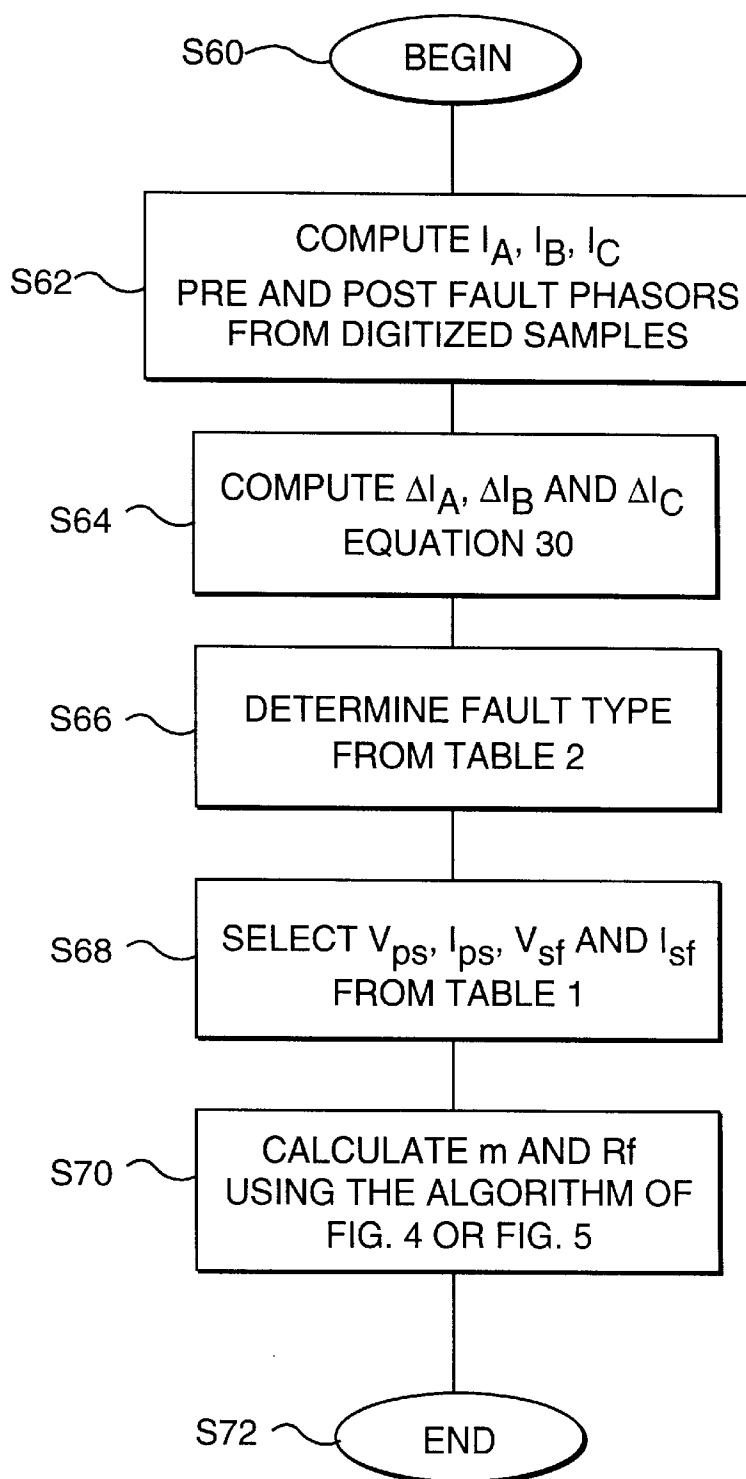 S60
BEGIN
S62
COMPUTE I_A, I_B, I_C
PRE AND POST FAULT PHASORS
FROM DIGITIZED SAMPLES
S64
COMPUTE ΔI_A, ΔI_B AND ΔI_C
EQUATION 30
S66
DETERMINE FAULT TYPE
FROM TABLE 2
S68
SELECT V_ps, I_ps, V_sf AND I_sf
FROM TABLE 1
S70
CALCULATE m AND Rf
USING THE ALGORITHM OF
FIG. 4 OR FIG. 5
S72
END